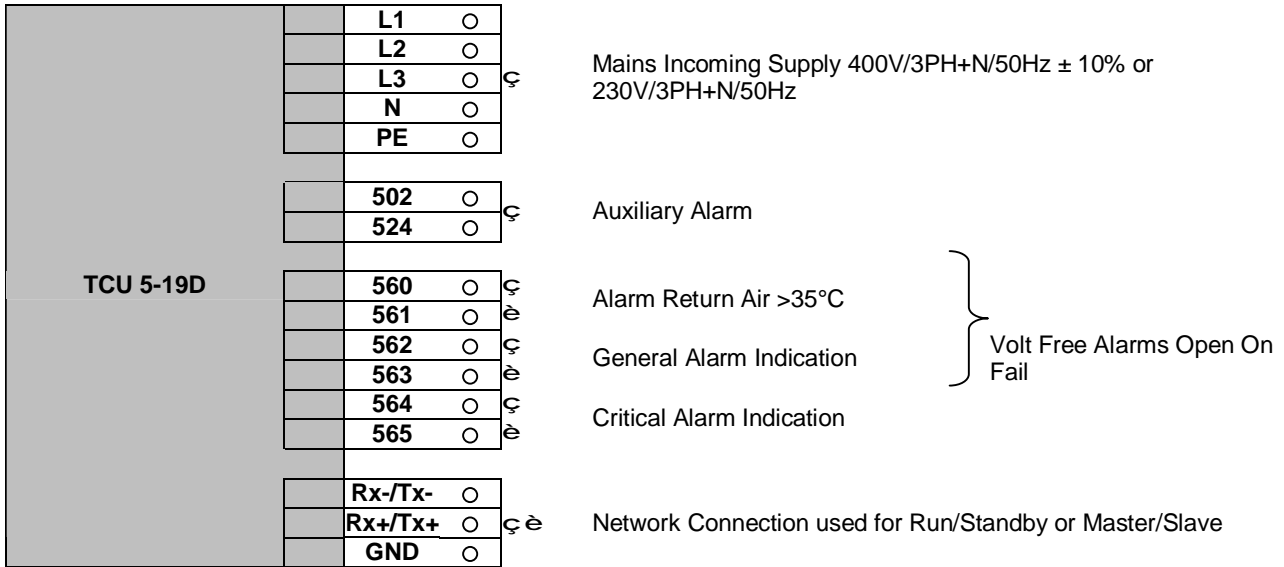 L1
L2
L3 ç
N
PE
Mains Incoming Supply 400V/3PH+N/50Hz ± 10% or
230V/3PH+N/50Hz
502
524
ç
Auxiliary Alarm
TCU 5-19D
560 ç
561 è
Alarm Return Air >35°C
562 ç
563 è
General Alarm Indication
564 ç
565 è
Critical Alarm Indication
Volt Free Alarms Open On
Fail
Rx-/Tx-
Rx+/Tx+ ç è
GND
Network Connection used for Run/Standby or Master/Slave